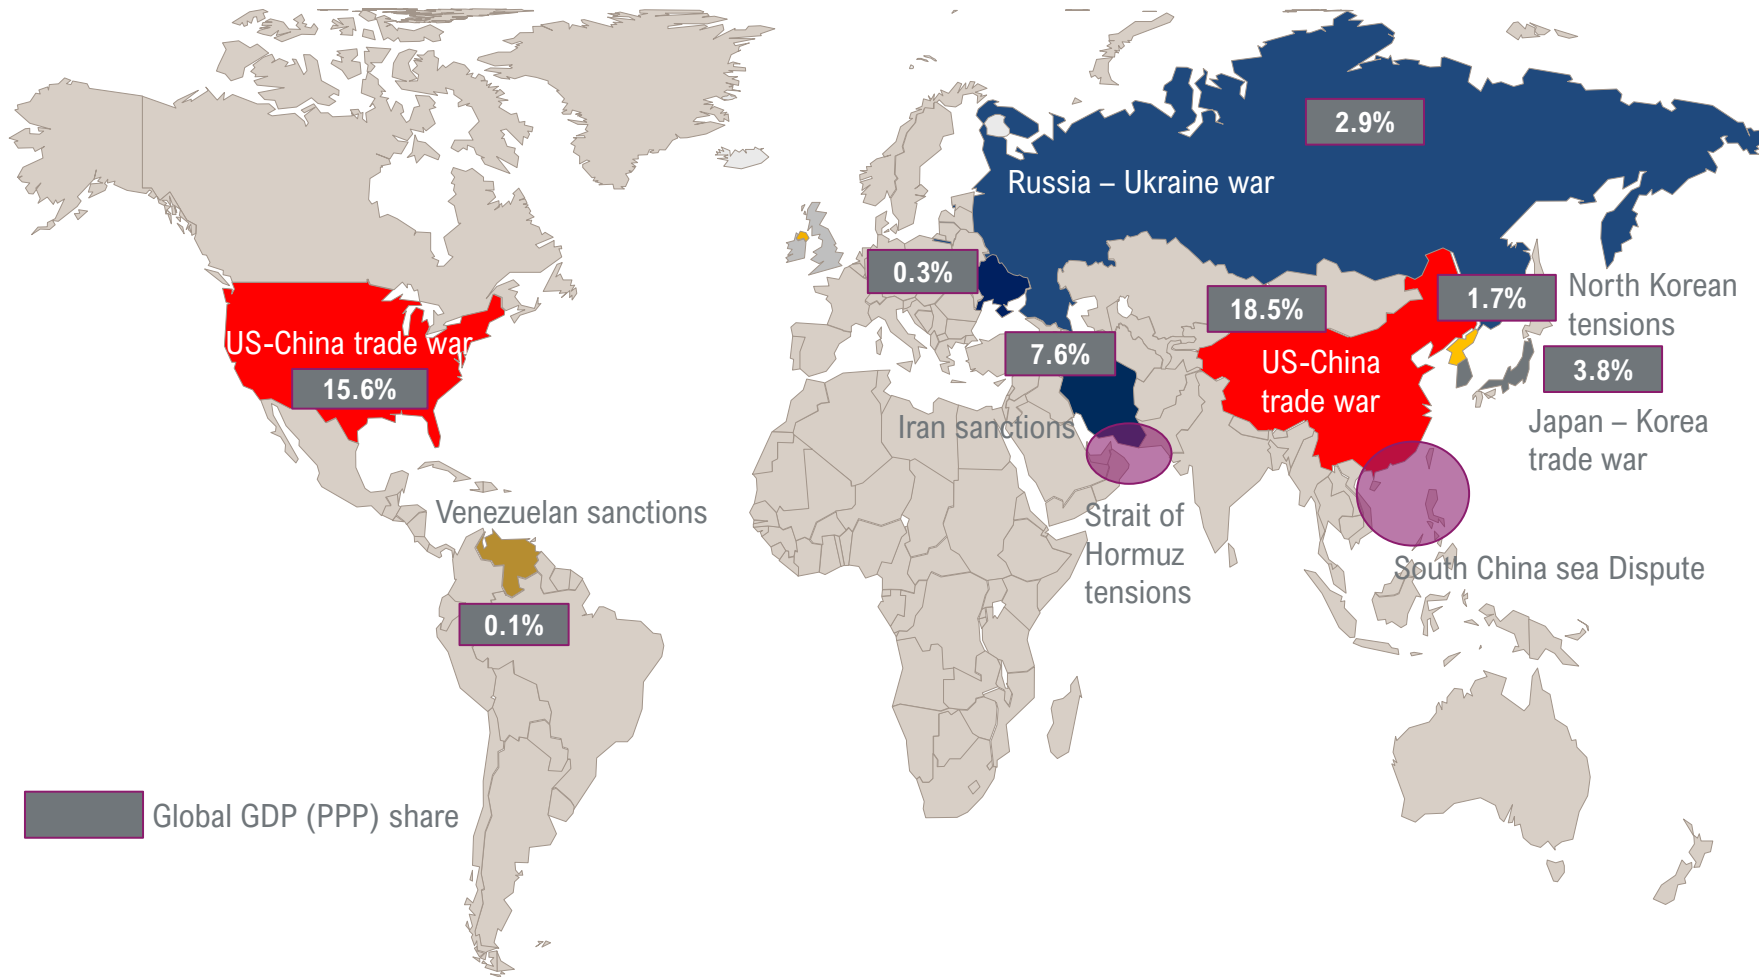 2.9%
Russia – Ukraine war
0.3%
18.5%
1.7%
North Korean
tensions
US-China trade war
15.6%
7.6%
US-China
trade war
3.8%
Iran sanctions
Japan – Korea
trade war
Venezuelan sanctions
Strait of
Hormuz
tensions
South China sea Dispute
0.1%
Global GDP (PPP) share